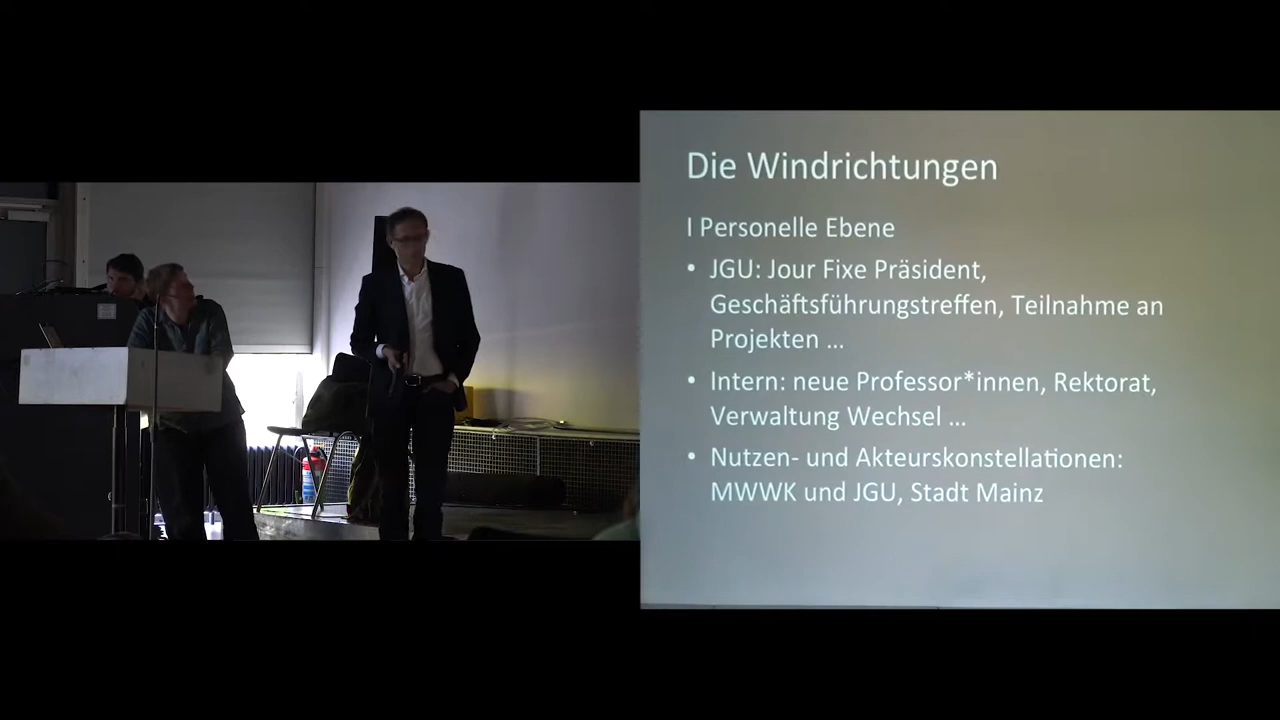 Die Windrichtungen
I Personelle Ebene
• JGU: Jour Fixe Präsident,
Geschäftsführungstreffen, Teilnahme an
Projekten ...
• Intern: neue Professor*innen, Rektorat,
Verwaltung Wechsel ...
• Nutzen- und Akteurskonstellationen:
MWWK und JGU, Stadt Mainz